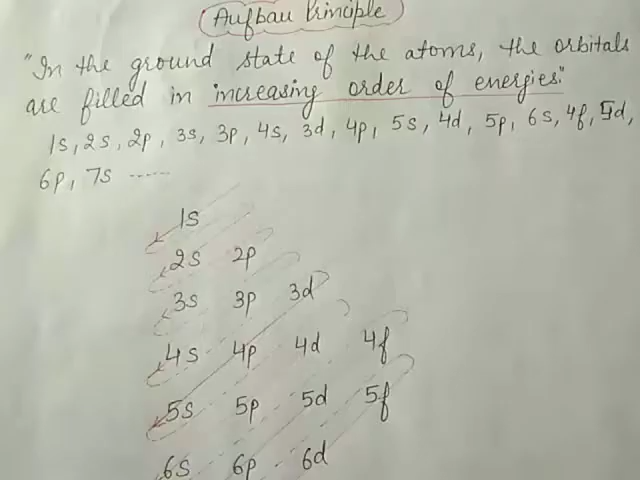 Aufbau Principle
"In the ground state of the atoms, the orbitals
are filled in increasing order of energies."
1s, 2s, 2p, 3s, 3p, 4s, 3d, 4p, 5s, 4d, 5p, 6s, 4f, 5d,
6p, 7s ......
1s
2s 2p
3s 3p 3d
4s 4p 4d 4f
5s 5p 5d 5f
6s 6p 6d